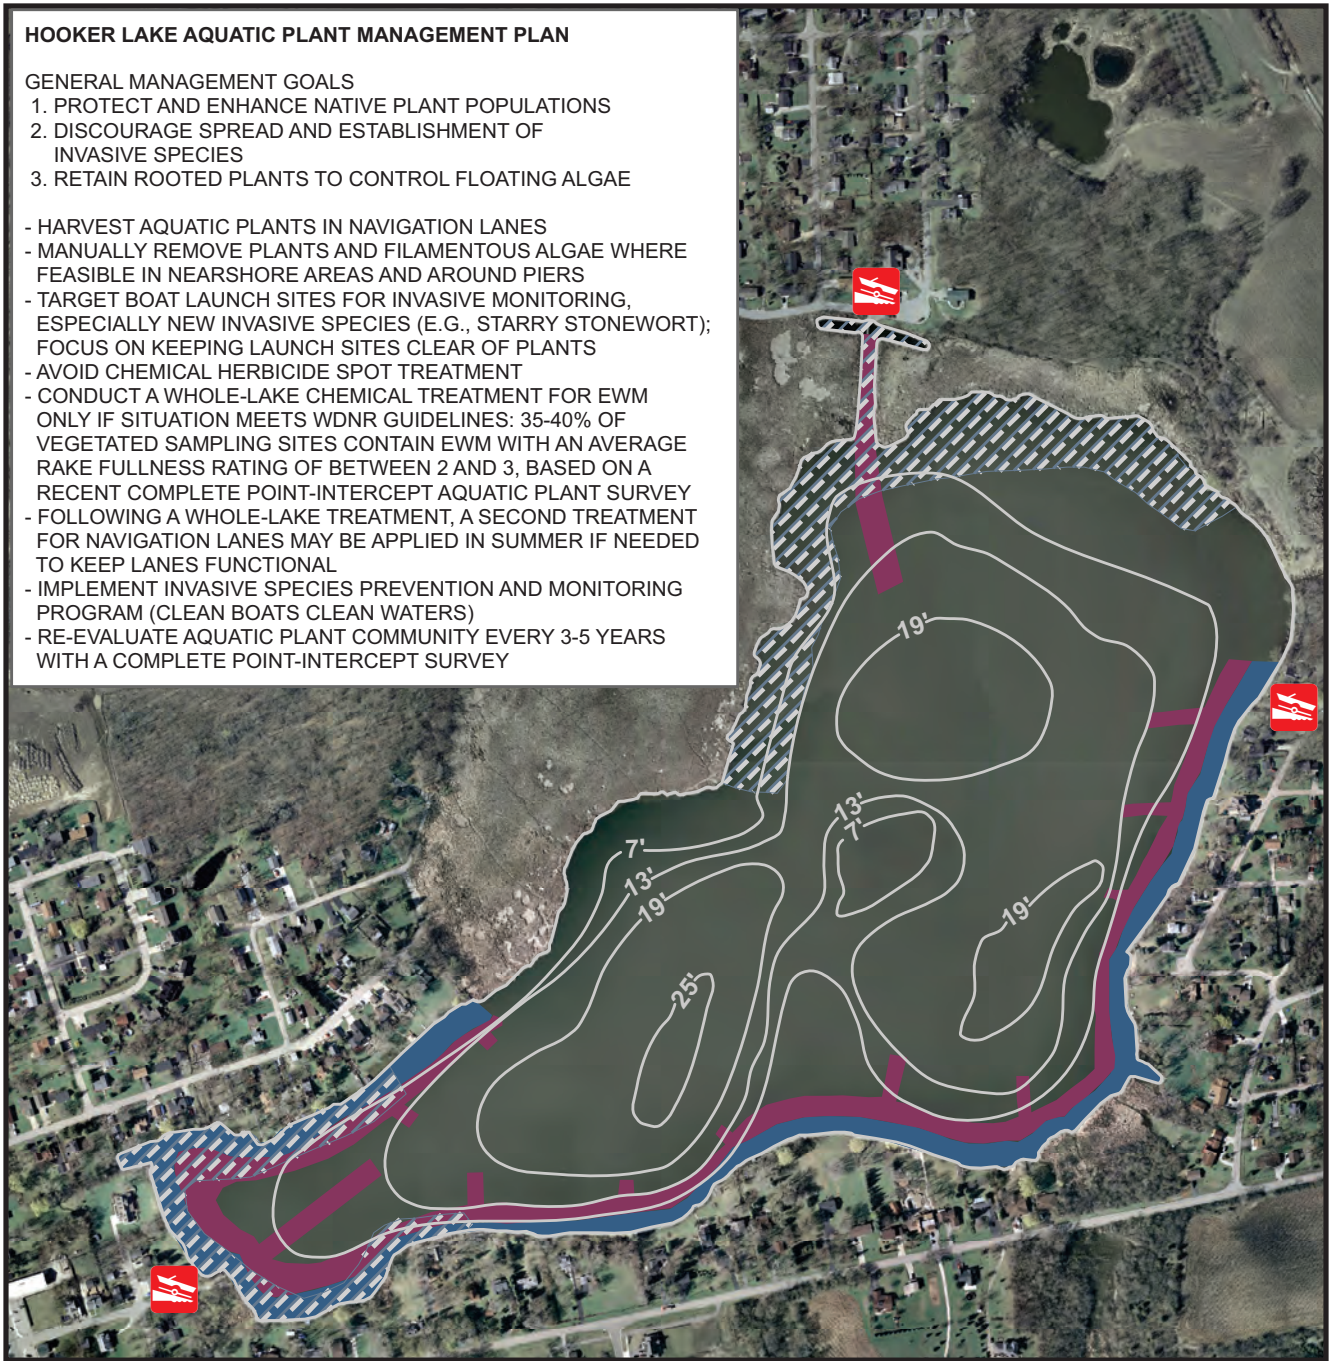 HOOKER LAKE AQUATIC PLANT MANAGEMENT PLAN
GENERAL MANAGEMENT GOALS
1. PROTECT AND ENHANCE NATIVE PLANT POPULATIONS
2. DISCOURAGE SPREAD AND ESTABLISHMENT OF
INVASIVE SPECIES
3. RETAIN ROOTED PLANTS TO CONTROL FLOATING ALGAE
- HARVEST AQUATIC PLANTS IN NAVIGATION LANES
- MANUALLY REMOVE PLANTS AND FILAMENTOUS ALGAE WHERE
FEASIBLE IN NEARSHORE AREAS AND AROUND PIERS
- TARGET BOAT LAUNCH SITES FOR INVASIVE MONITORING,
ESPECIALLY NEW INVASIVE SPECIES (E.G., STARRY STONEWORT);
FOCUS ON KEEPING LAUNCH SITES CLEAR OF PLANTS
- AVOID CHEMICAL HERBICIDE SPOT TREATMENT
- CONDUCT A WHOLE-LAKE CHEMICAL TREATMENT FOR EWM
ONLY IF SITUATION MEETS WDNR GUIDELINES: 35-40% OF
VEGETATED SAMPLING SITES CONTAIN EWM WITH AN AVERAGE
RAKE FULLNESS RATING OF BETWEEN 2 AND 3, BASED ON A
RECENT COMPLETE POINT-INTERCEPT AQUATIC PLANT SURVEY
- FOLLOWING A WHOLE-LAKE TREATMENT, A SECOND TREATMENT
FOR NAVIGATION LANES MAY BE APPLIED IN SUMMER IF NEEDED
TO KEEP LANES FUNCTIONAL
- IMPLEMENT INVASIVE SPECIES PREVENTION AND MONITORING
PROGRAM (CLEAN BOATS CLEAN WATERS)
- RE-EVALUATE AQUATIC PLANT COMMUNITY EVERY 3-5 YEARS
WITH A COMPLETE POINT-INTERCEPT SURVEY
19'
13'
7'
7'
13'
19'
19'
25'